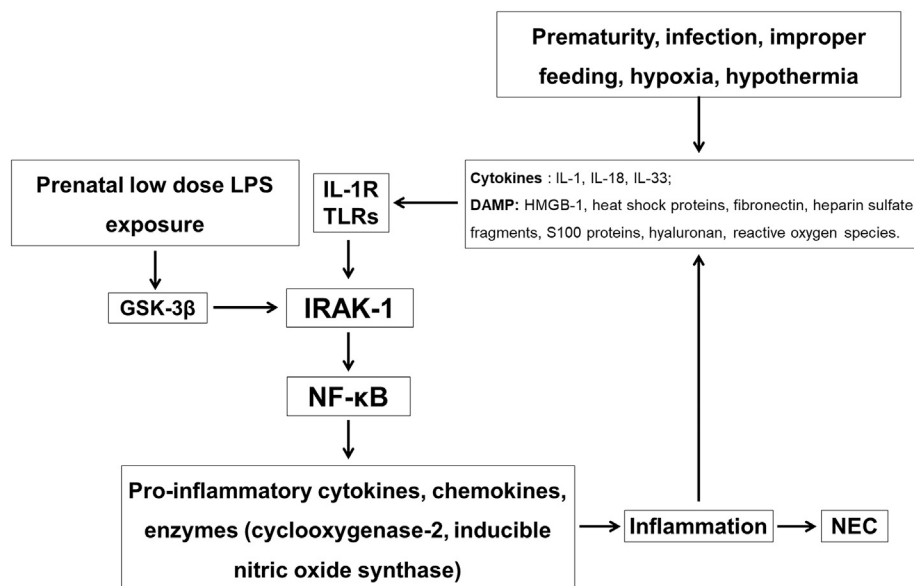 Prematurity, infection, improper
feeding, hypoxia, hypothermia
Prenatal low dose LPS
exposure
IL-1R
TLRs
Cytokines : IL-1, IL-18, IL-33;
DAMP: HMGB-1, heat shock proteins, fibronectin, heparin sulfate
fragments, S100 proteins, hyaluronan, reactive oxygen species.
GSK-3β
IRAK-1
NF-κB
Pro-inflammatory cytokines, chemokines,
enzymes (cyclooxygenase-2, inducible
nitric oxide synthase)
Inflammation
NEC